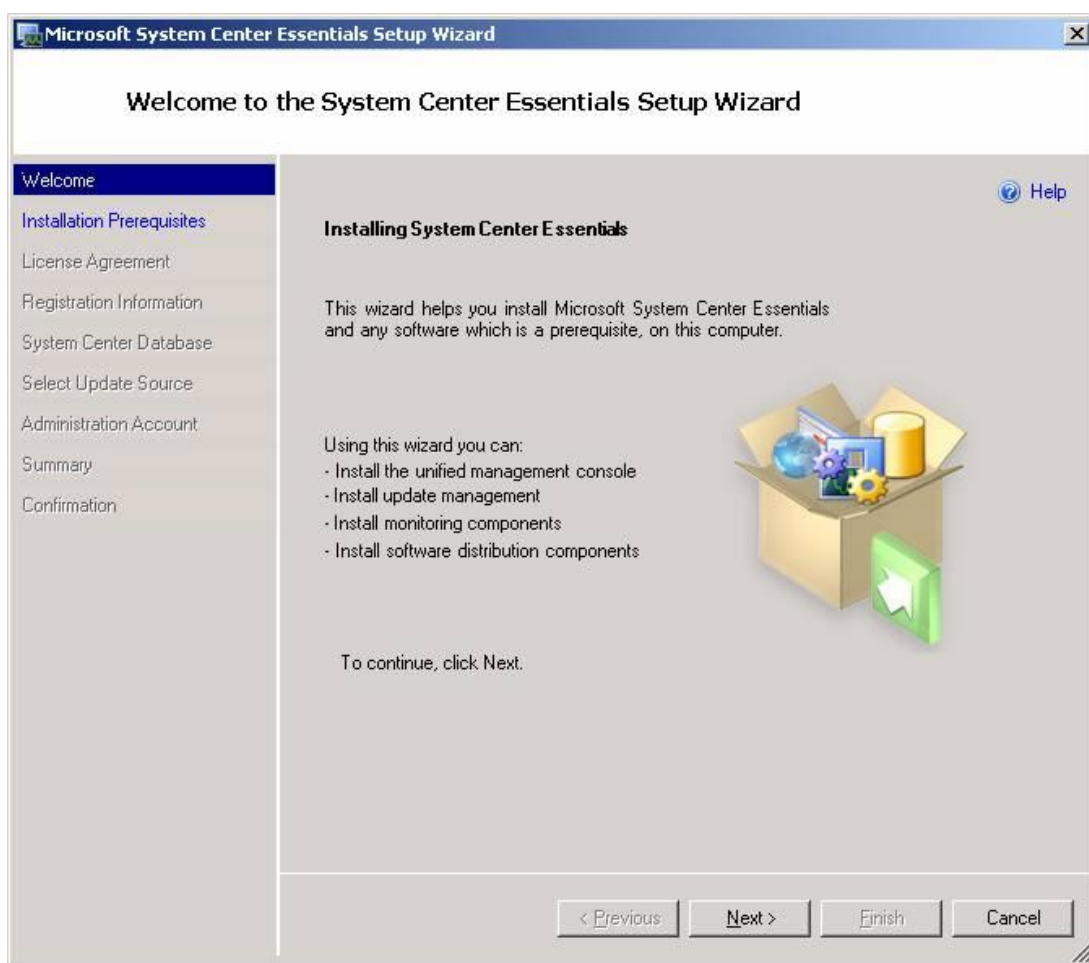 Microsoft System Center Essentials Setup Wizard
Welcome to the System Center Essentials Setup Wizard
Welcome
Installation Prerequisites
License Agreement
Registration Information
System Center Database
Select Update Source
Administration Account
Summary
Confirmation
Help
Installing System Center Essentials
This wizard helps you install Microsoft System Center Essentials
and any software which is a prerequisite, on this computer.
Using this wizard you can:
- Install the unified management console
- Install update management
- Install monitoring components
- Install software distribution components
To continue, click Next.
< Previous
Next >
Finish
Cancel